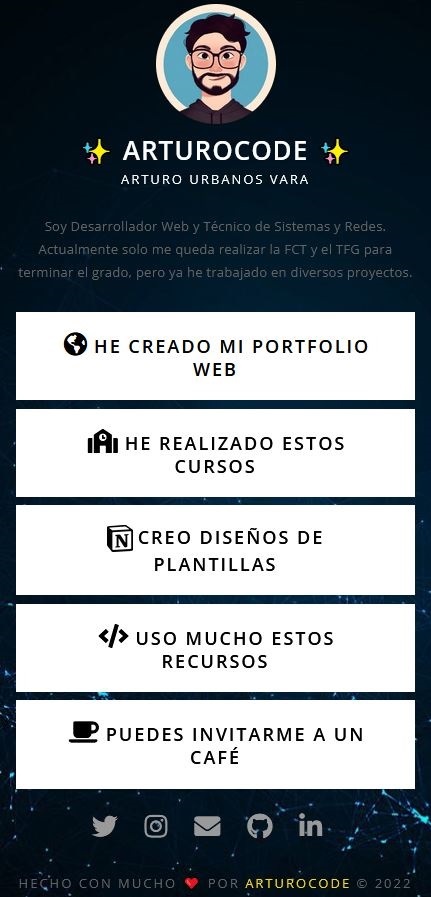 ✨ ARTUROCODE ✨
ARTURO URBANOS VARA
Soy Desarrollador Web y Técnico de Sistemas y Redes.
Actualmente solo me queda realizar la FCT y el TFG para
terminar el grado, pero ya he trabajado en diversos proyectos.
HE CREADO MI PORTFOLIO
WEB
HE REALIZADO ESTOS
CURSOS
CREO DISEÑOS DE
PLANTILLAS
USO MUCHO ESTOS
RECURSOS
PUEDES INVITARME A UN
CAFÉ
HECHO CON MUCHO ❤ POR ARTUROCODE © 2022